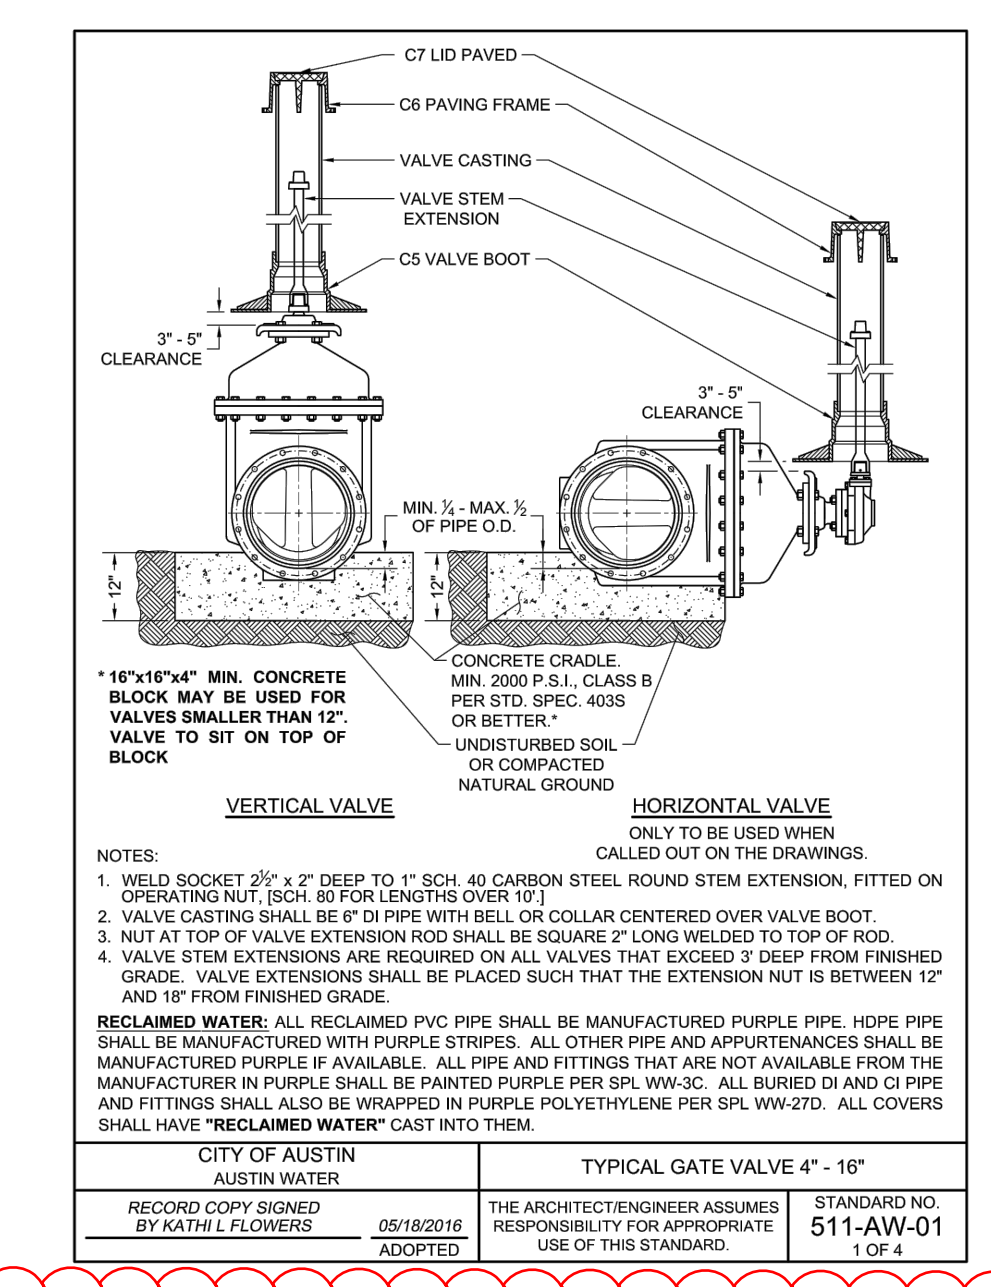 C7 LID PAVED
C6 PAVING FRAME
VALVE CASTING
VALVE STEM
EXTENSION
C5 VALVE BOOT
3" - 5"
CLEARANCE
3" - 5"
CLEARANCE
MIN. ¼ - MAX. ½
OF PIPE O.D.
12"
12"
* 16"x16"x4" MIN. CONCRETE
BLOCK MAY BE USED FOR
VALVES SMALLER THAN 12".
VALVE TO SIT ON TOP OF
BLOCK
CONCRETE CRADLE.
MIN. 2000 P.S.I., CLASS B
PER STD. SPEC. 403S
OR BETTER.*
UNDISTURBED SOIL
OR COMPACTED
NATURAL GROUND
VERTICAL VALVE
HORIZONTAL VALVE
ONLY TO BE USED WHEN
CALLED OUT ON THE DRAWINGS.
NOTES:
1. WELD SOCKET 2½" x 2" DEEP TO 1" SCH. 40 CARBON STEEL ROUND STEM EXTENSION, FITTED ON
OPERATING NUT, [SCH. 80 FOR LENGTHS OVER 10'.]
2. VALVE CASTING SHALL BE 6" DI PIPE WITH BELL OR COLLAR CENTERED OVER VALVE BOOT.
3. NUT AT TOP OF VALVE EXTENSION ROD SHALL BE SQUARE 2" LONG WELDED TO TOP OF ROD.
4. VALVE STEM EXTENSIONS ARE REQUIRED ON ALL VALVES THAT EXCEED 3' DEEP FROM FINISHED
GRADE. VALVE EXTENSIONS SHALL BE PLACED SUCH THAT THE EXTENSION NUT IS BETWEEN 12"
AND 18" FROM FINISHED GRADE.
RECLAIMED WATER: ALL RECLAIMED PVC PIPE SHALL BE MANUFACTURED PURPLE PIPE. HDPE PIPE
SHALL BE MANUFACTURED WITH PURPLE STRIPES. ALL OTHER PIPE AND APPURTENANCES SHALL BE
MANUFACTURED PURPLE IF AVAILABLE. ALL PIPE AND FITTINGS THAT ARE NOT AVAILABLE FROM THE
MANUFACTURER IN PURPLE SHALL BE PAINTED PURPLE PER SPL WW-3C. ALL BURIED DI AND CI PIPE
AND FITTINGS SHALL ALSO BE WRAPPED IN PURPLE POLYETHYLENE PER SPL WW-27D. ALL COVERS
SHALL HAVE "RECLAIMED WATER" CAST INTO THEM.
CITY OF AUSTIN
AUSTIN WATER
TYPICAL GATE VALVE 4" - 16"
RECORD COPY SIGNED
BY KATHI L FLOWERS
05/18/2016
ADOPTED
THE ARCHITECT/ENGINEER ASSUMES
RESPONSIBILITY FOR APPROPRIATE
USE OF THIS STANDARD.
STANDARD NO.
511-AW-01
1 OF 4